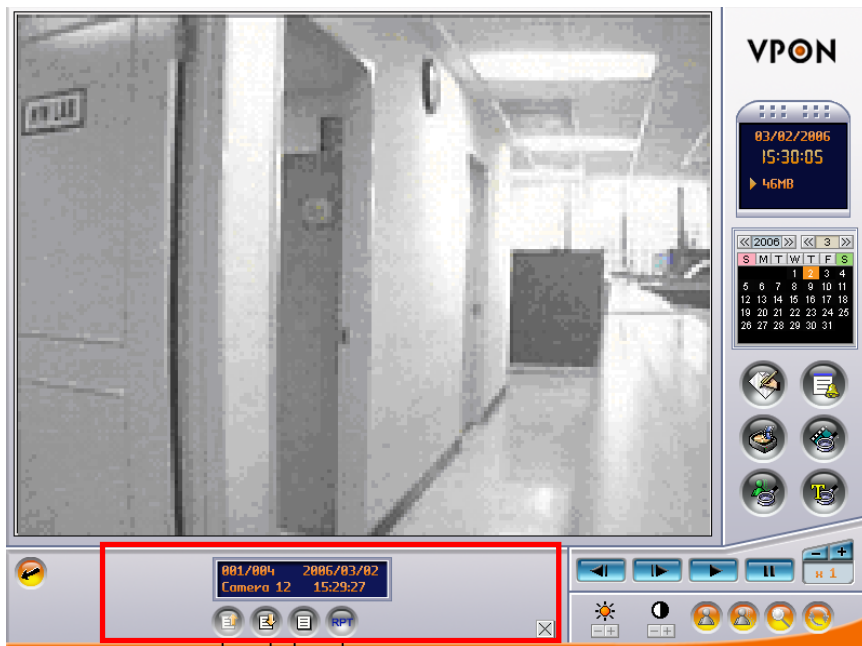 VPON
03/02/2006
15:30:05
46MB
2006 3
S M T W T F S
1 2 3 4
5 6 7 8 9 10 11
12 13 14 15 16 17 18
19 20 21 22 23 24 25
26 27 28 29 30 31
T
001/004 2006/03/02
Camera 12 15:29:27
RPT
x 1